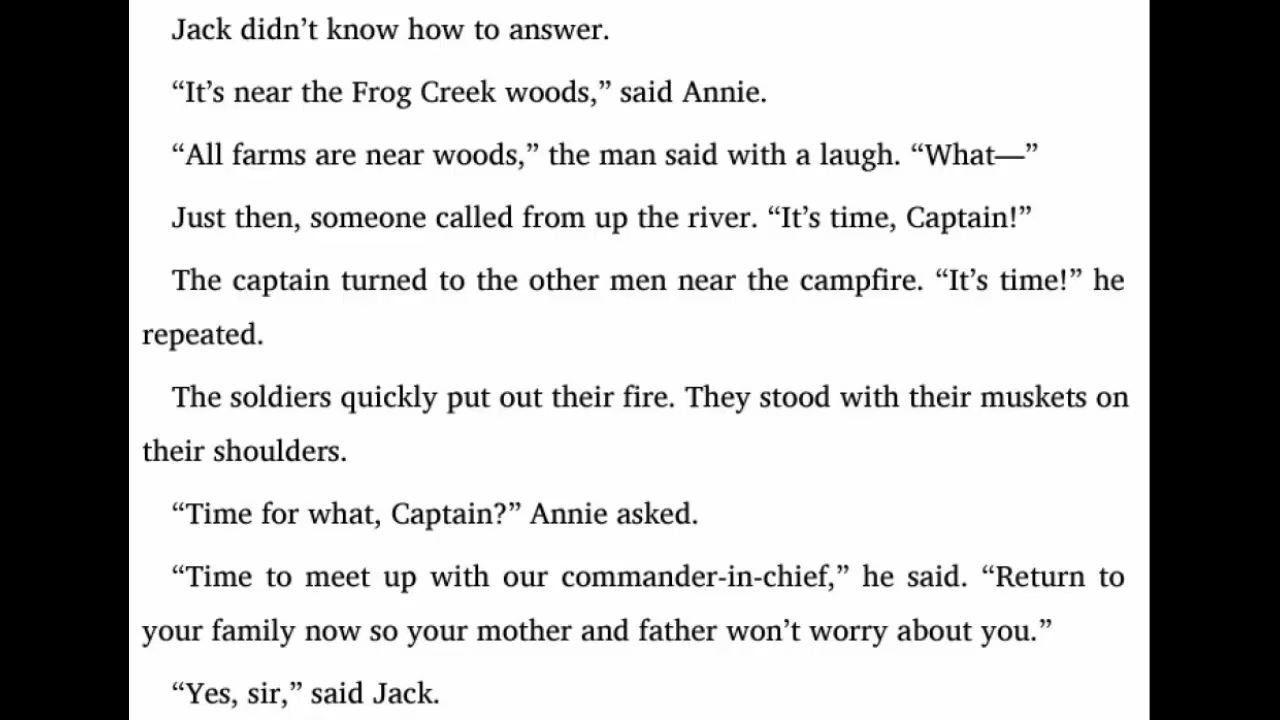 Jack didn’t know how to answer.
“It’s near the Frog Creek woods,” said Annie.
“All farms are near woods,” the man said with a laugh. “What—”
Just then, someone called from up the river. “It’s time, Captain!”
The captain turned to the other men near the campfire. “It’s time!” he
repeated.
The soldiers quickly put out their fire. They stood with their muskets on
their shoulders.
“Time for what, Captain?” Annie asked.
“Time to meet up with our commander-in-chief,” he said. “Return to
your family now so your mother and father won’t worry about you.”
“Yes, sir,” said Jack.